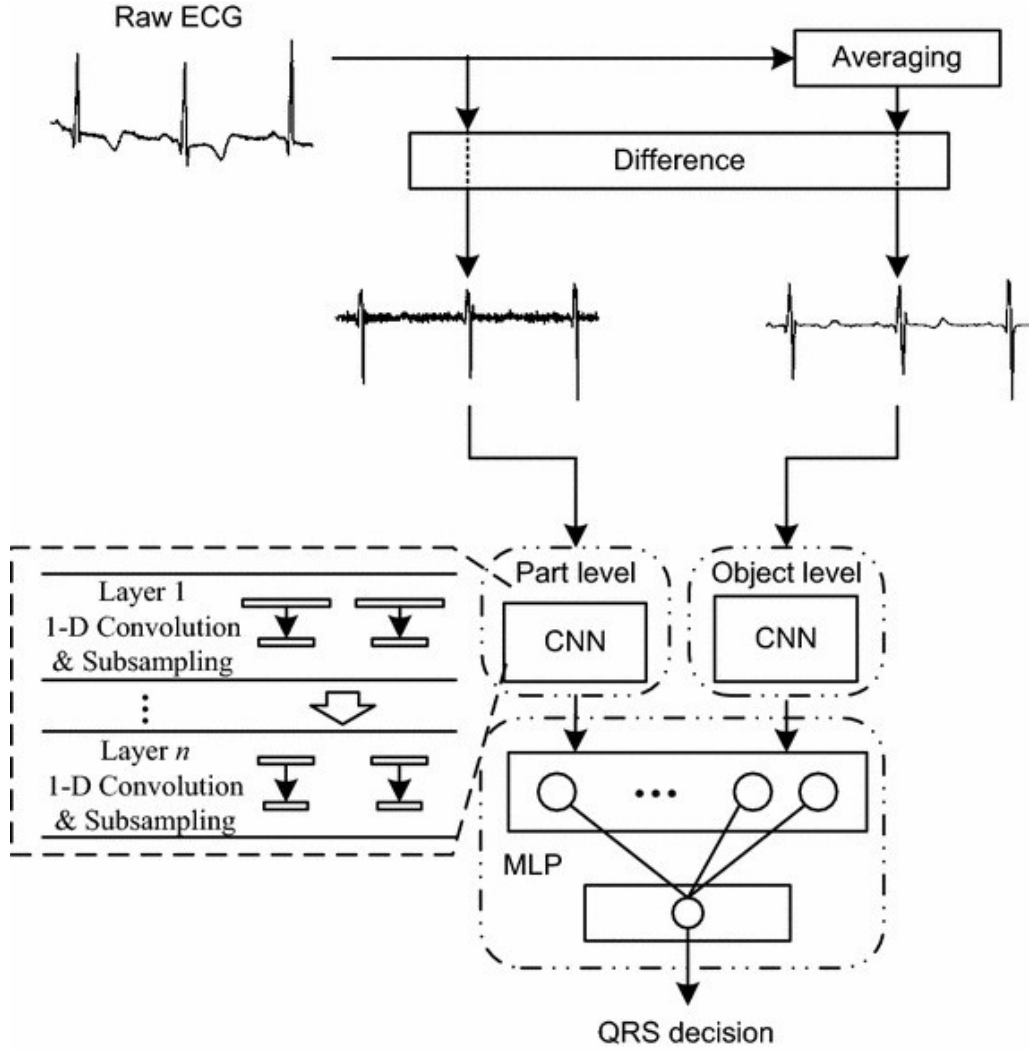 Raw ECG
Averaging
Difference
Part level
CNN
Object level
CNN
Layer 1
1-D Convolution
& Subsampling
Layer n
1-D Convolution
& Subsampling
MLP
QRS decision